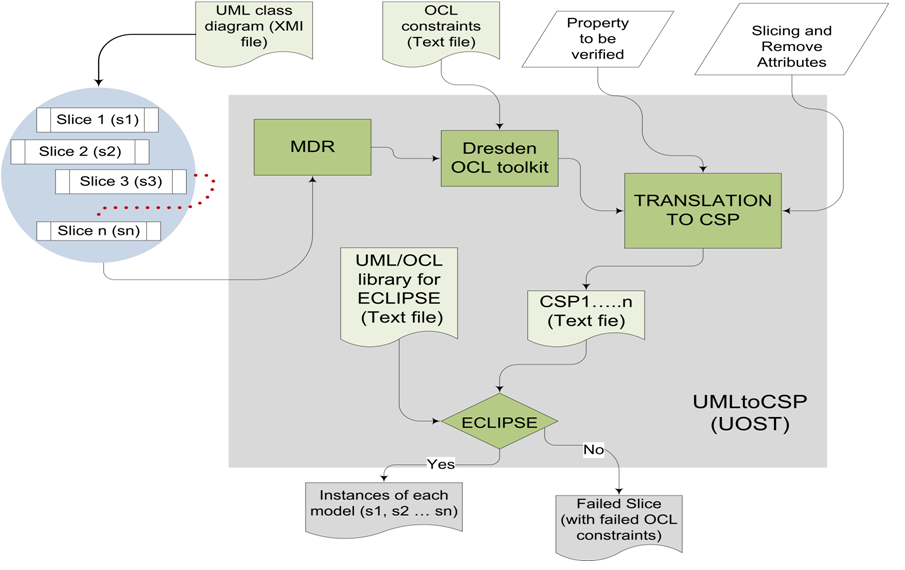 UML class
diagram (XMI
file)
OCL
constraints
(Text file)
Property
to be
verified
Slicing and
Remove
Attributes
Slice 1 (s1)
Slice 2 (s2)
Slice 3 (s3)
Slice n (sn)
MDR
Dresden
OCL toolkit
TRANSLATION
TO CSP
UML/OCL
library for
ECLIPSE
(Text file)
CSP1.....n
(Text fie)
ECLIPSE
UMLtoCSP
(UOST)
Yes
No
Instances of each
model (s1, s2 ... sn)
Failed Slice
(with failed OCL
constraints)